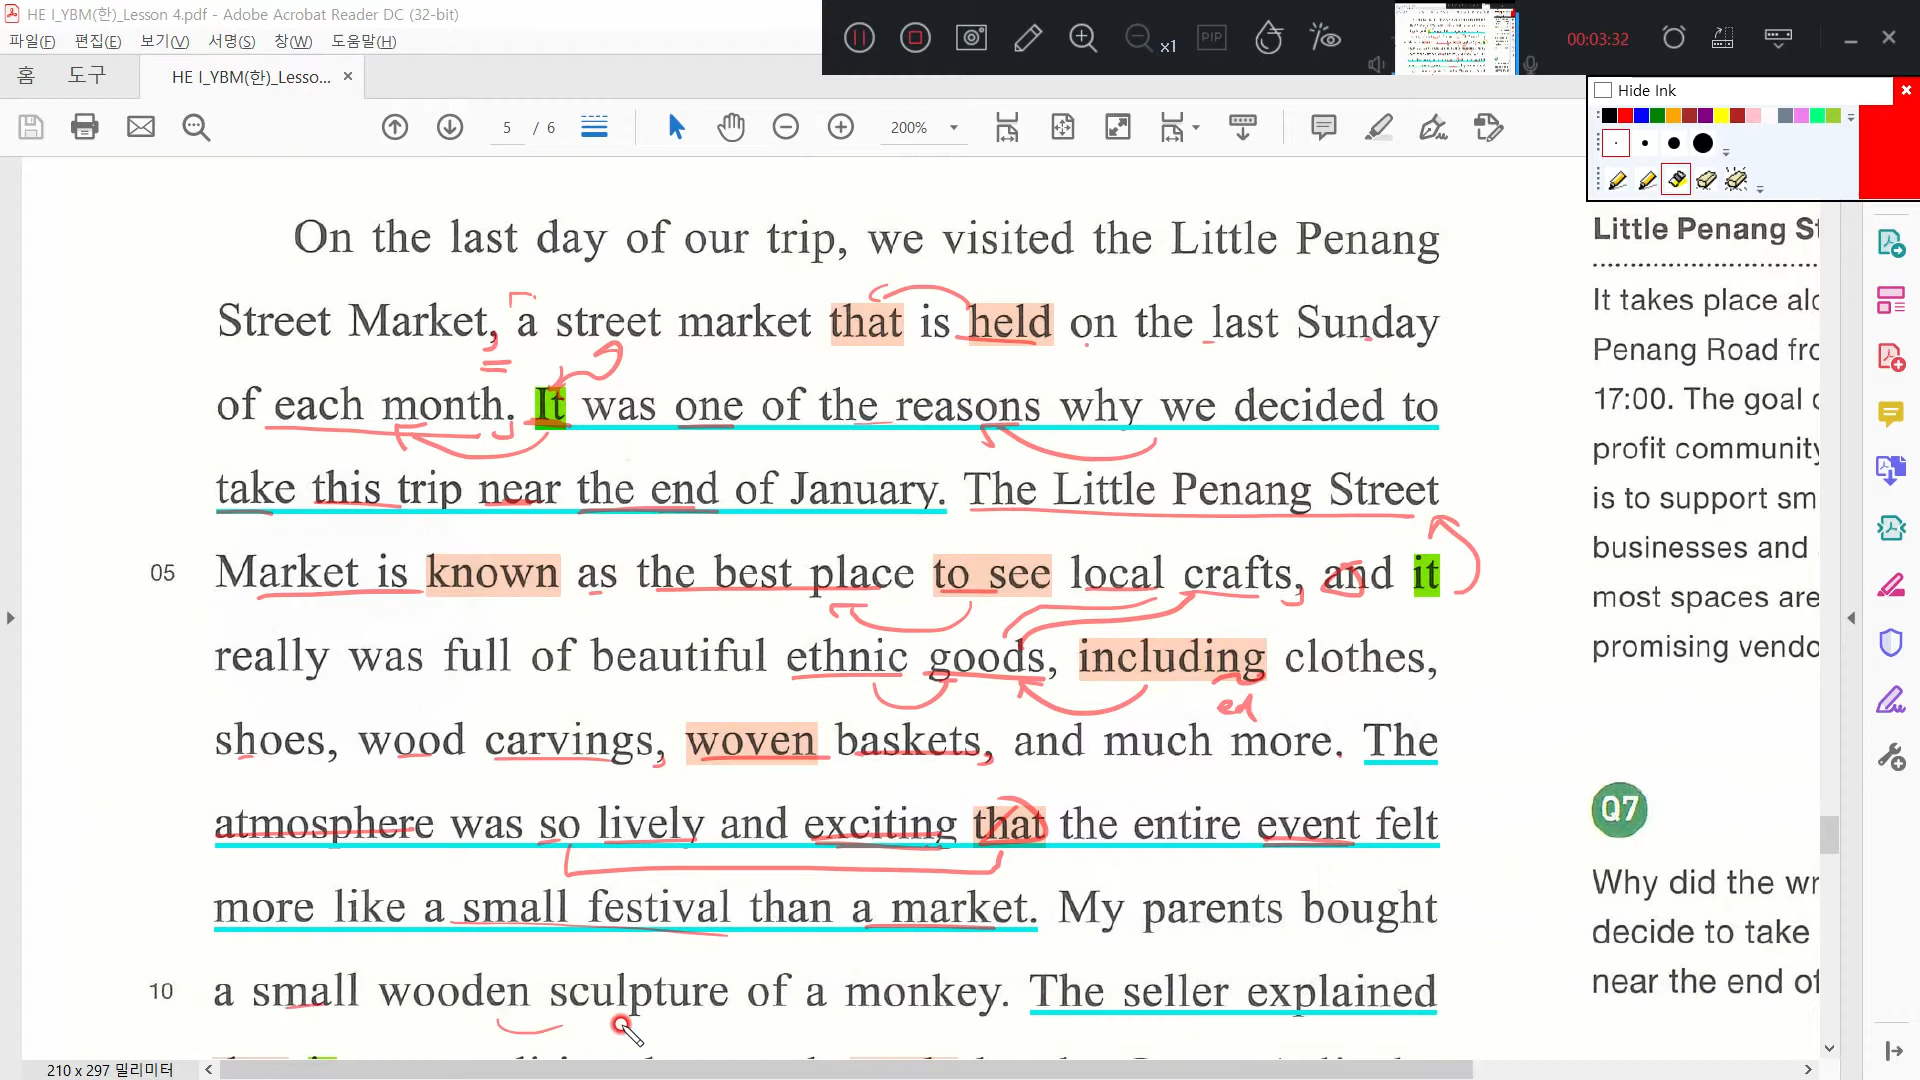 HE I_YBM(한)_Lesson 4.pdf - Adobe Acrobat Reader DC (32-bit)
파일(F) 편집(E) 보기(V) 서명(S) 창(W) 도움말(H)
홈 도구 HE I_YBM(한)_Lesso... ×
5 / 6 200%
x1 PIP 00:03:32
Hide Ink
On the last day of our trip, we visited the Little Penang
Street Market, a street market that is held on the last Sunday
of each month. It was one of the reasons why we decided to
take this trip near the end of January. The Little Penang Street
05 Market is known as the best place to see local crafts, and it
really was full of beautiful ethnic goods, including clothes,
ed
shoes, wood carvings, woven baskets, and much more. The
atmosphere was so lively and exciting that the entire event felt
more like a small festival than a market. My parents bought
10 a small wooden sculpture of a monkey. The seller explained
Little Penang St
It takes place alo
Penang Road fro
17:00. The goal o
profit community
is to support sm
businesses and
most spaces are
promising vendo
Q7
Why did the wr
decide to take
near the end of
210 x 297 밀리미터